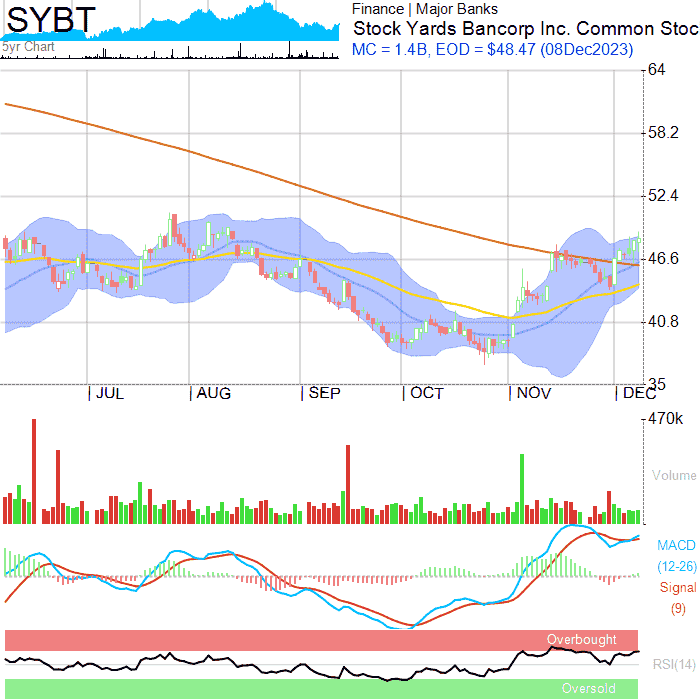 SYBT
5yr Chart
Finance | Major Banks
Stock Yards Bancorp Inc. Common Stoc
MC = 1.4B, EOD = $48.47 (08Dec2023)
64
58.2
52.4
46.6
40.8
35
| JUL | AUG | SEP | OCT | NOV | DEC
470k
Volume
MACD
(12-26)
Signal
(9)
Overbought
RSI(14)
Oversold